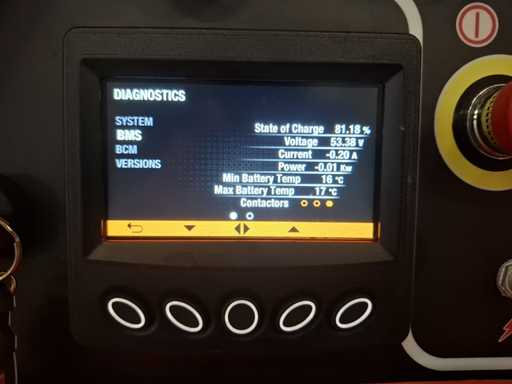 DIAGNOSTICS
SYSTEM
BMS
BCM
VERSIONS
State of Charge 81.18 %
Voltage 53.38 V
Current -0.20 A
Power -0.01 Kw
Min Battery Temp 16 °C
Max Battery Temp 17 °C
Contactors